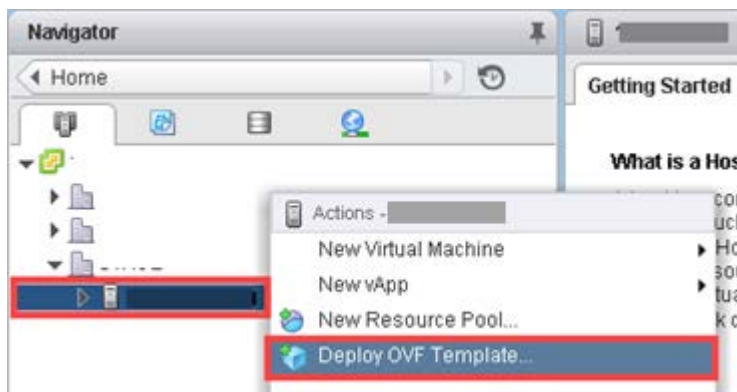 Navigator
Home
Getting Started
What is a Hos
Actions -
New Virtual Machine
New vApp
New Resource Pool...
Deploy OVF Template...